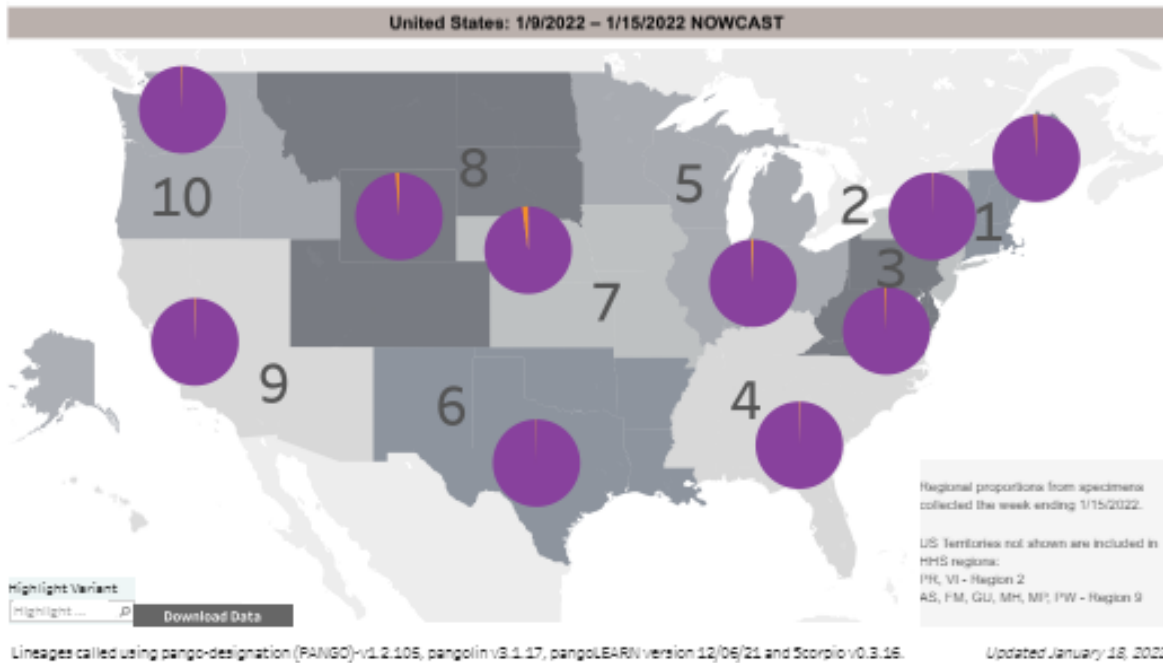 United States: 1/9/2022 – 1/15/2022 NOWCAST
10
8
5
2
1
3
7
9
6
4
Regional proportions from specimens
collected the week ending 1/15/2022.
US Territories not shown are included in
HHS regions:
PR, VI - Region 2
AS, FM, GU, MH, MP, PW - Region 9
Highlight Variant
Highlight ...
Download Data
Lineages called using pango-designation (PANGO)-v1.2.105, pangolin v3.1.17, pangoLEARN version 12/06/21 and Scorpio v0.3.16.
Updated January 18, 2022